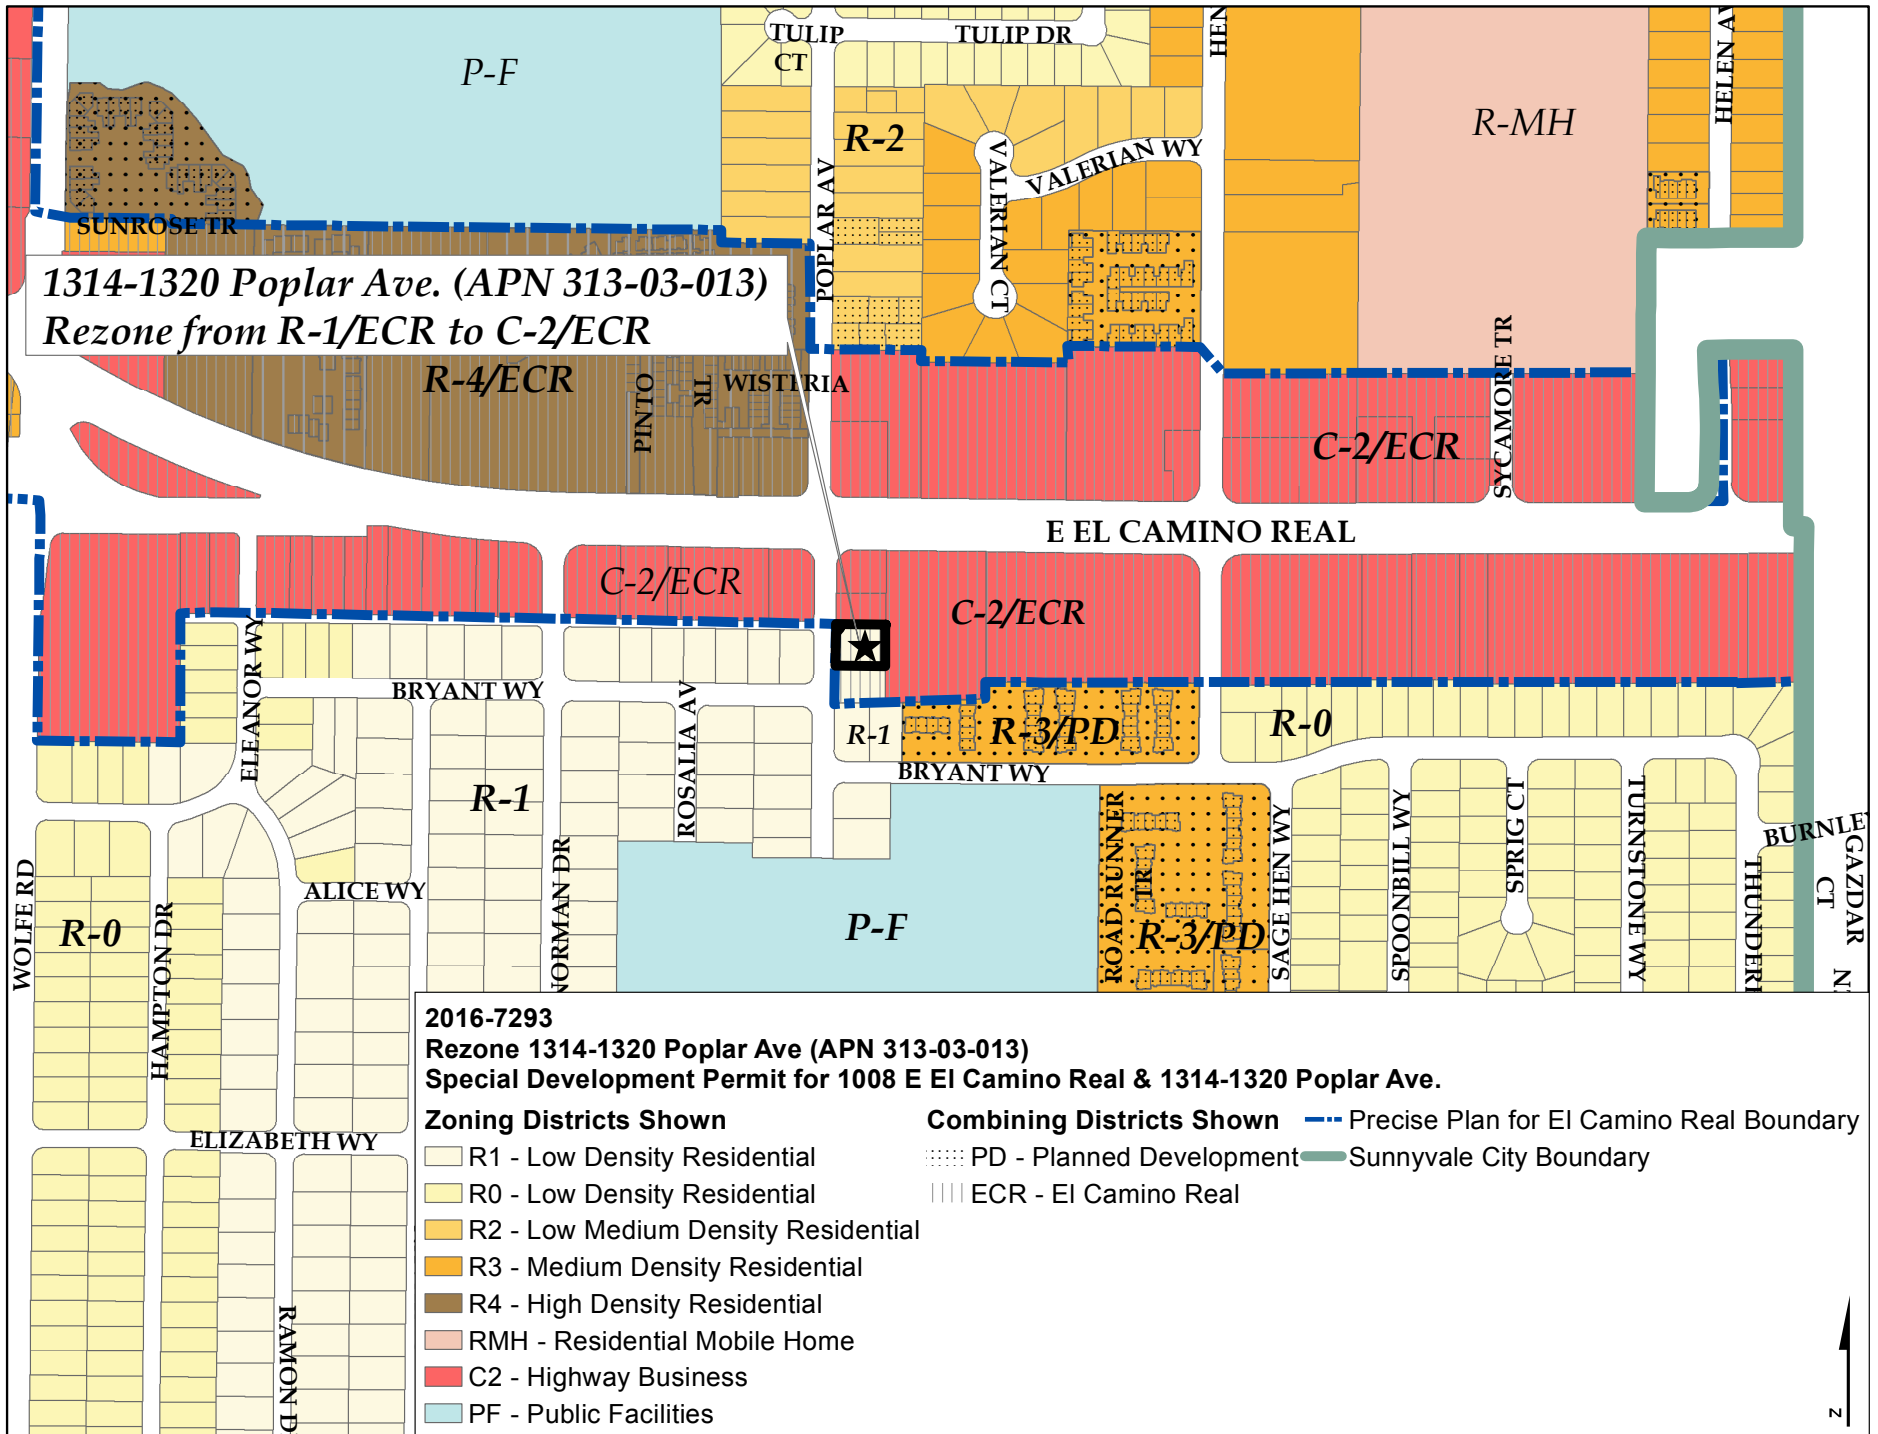 TULIP
CT
TULIP DR
HEN
HELEN AV
P-F
R-MH
R-2
POPLAR AV
VALERIAN CT
VALERIAN WY
SUNROSE TR
1314-1320 Poplar Ave. (APN 313-03-013)
Rezone from R-1/ECR to C-2/ECR
R-4/ECR
PINTO
TR
WISTERIA
C-2/ECR
SYCAMORE TR
E EL CAMINO REAL
C-2/ECR
C-2/ECR
ELEANOR WY
BRYANT WY
ROSALIA AV
R-1
R-3/PD
R-0
BRYANT WY
R-1
NORMAN DR
ALICE WY
WOLFE RD
R-0
HAMPTON DR
P-F
ROAD RUNNER
TR
R-3/PD
SAGE HEN WY
SPOONBILL WY
SPRIG CT
TURNSTONE WY
BURNLEY
GAZDAR
CT
N
ELIZABETH WY
RAMON D
2016-7293
Rezone 1314-1320 Poplar Ave (APN 313-03-013)
Special Development Permit for 1008 E El Camino Real & 1314-1320 Poplar Ave.
Zoning Districts Shown
R1 - Low Density Residential
R0 - Low Density Residential
R2 - Low Medium Density Residential
R3 - Medium Density Residential
R4 - High Density Residential
RMH - Residential Mobile Home
C2 - Highway Business
PF - Public Facilities
Combining Districts Shown
PD - Planned Development
ECR - El Camino Real
Precise Plan for El Camino Real Boundary
Sunnyvale City Boundary
N